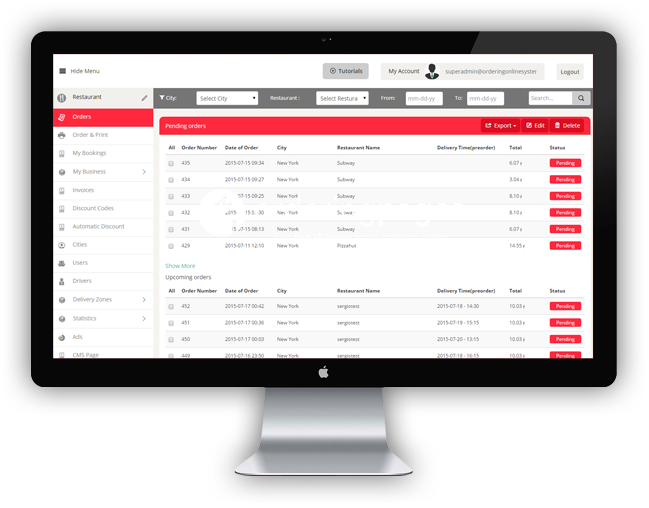 Hide Menu
Tutorials
My Account
superadmin@orderingonlinesyster
Logout
Restaurant
City:
Select City
Restaurant :
Select Restura
From:
mm-dd-yy
To:
mm-dd-yy
Search...
Orders
Order & Print
My Bookings
My Business
Invoices
Discount Codes
Automatic Discount
Cities
Users
Drivers
Delivery Zones
Statistics
Ads
CMS Page
Pending orders
Export
Edit
Delete
All Order Number Date of Order City Restaurant Name Delivery Time(preorder) Total Status
435 2015-07-15 09:34 New York Subway 6.07 Pending
434 2015-07-15 09:27 New York Subway 3.04 Pending
433 2015-07-15 09:25 New York Subway 8.10 Pending
432 New York 8.10 Pending
431 08:13 New York Subway 6.07 Pending
429 2015-07-11 12:10 New York Pizzahut 14.55 Pending
Show More
Upcoming orders
All Order Number Date of Order City Restaurant Name Delivery Time(preorder) Total Status
452 2015-07-17 00:42 New York sergiotest 2015-07-18 - 14:30 10.03 Pending
451 2015-07-17 00:36 New York sergiotest 2015-07-19 - 15:15 10.03 Pending
450 2015-07-17 00:03 New York sergiotest 2015-07-20 - 13:15 10.03 Pending
449 2015-07-16 23:50 New York sergiotest 2015-07-18 - 16:15 10.03 Pending